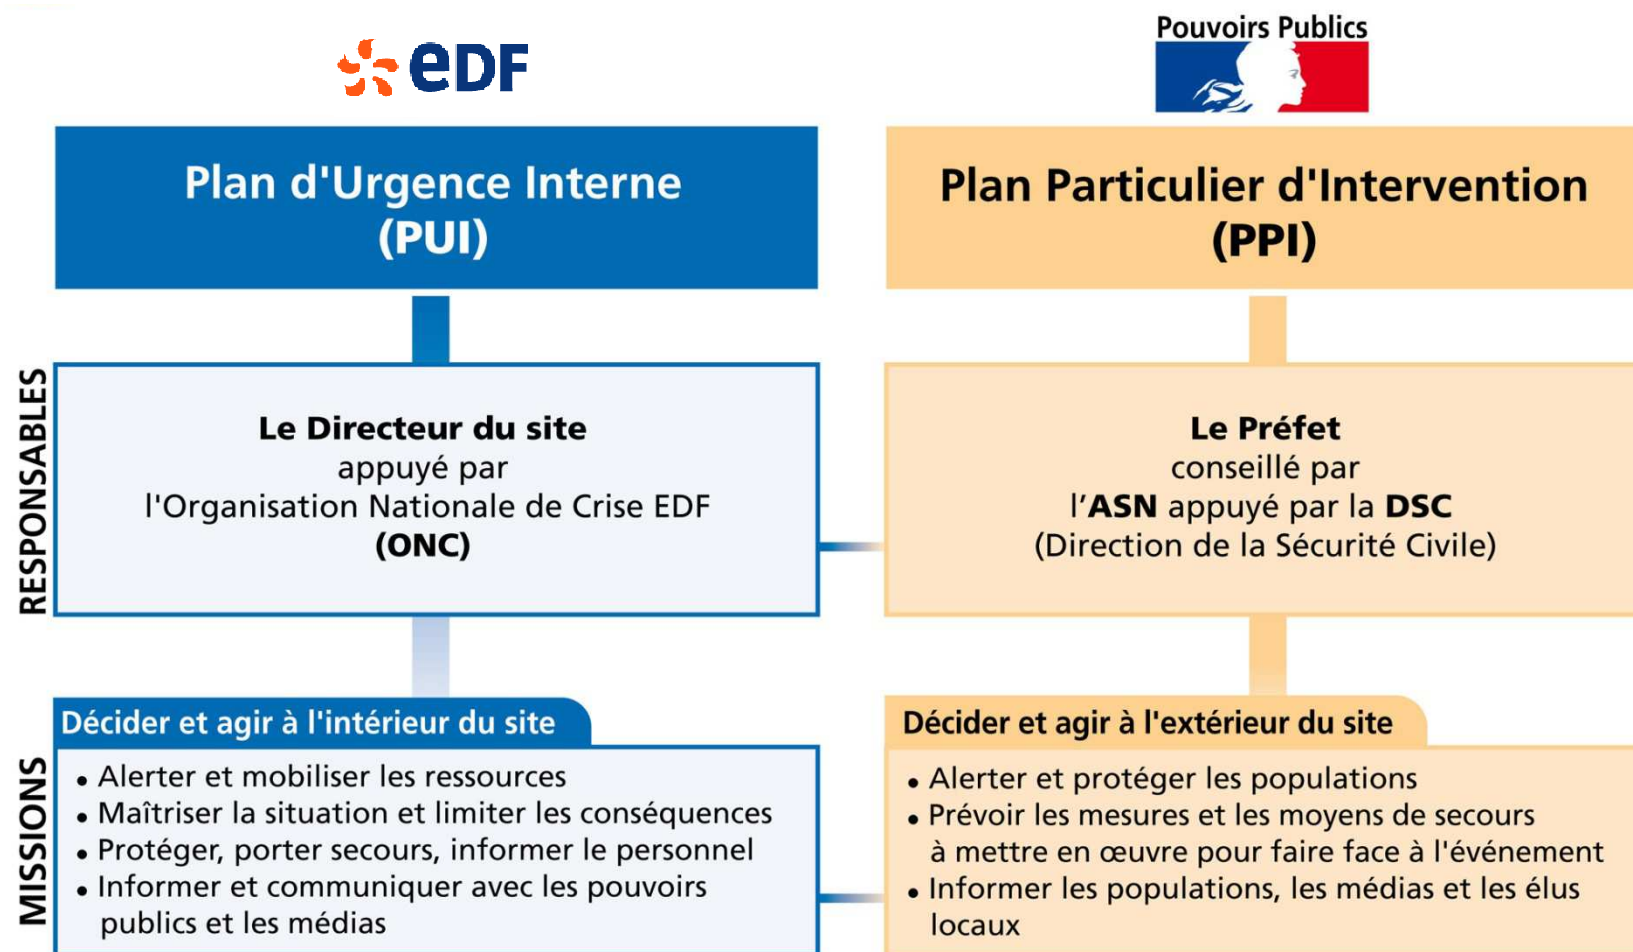 eDF
Pouvoirs Publics
Plan d'Urgence Interne
(PUI)
Plan Particulier d'Intervention
(PPI)
RESPONSABLES
Le Directeur du site
appuyé par
l'Organisation Nationale de Crise EDF
(ONC)
Le Préfet
conseillé par
l'ASN appuyé par la DSC
(Direction de la Sécurité Civile)
MISSIONS
Décider et agir à l'intérieur du site
• Alerter et mobiliser les ressources
• Maîtriser la situation et limiter les conséquences
• Protéger, porter secours, informer le personnel
• Informer et communiquer avec les pouvoirs
publics et les médias
Décider et agir à l'extérieur du site
• Alerter et protéger les populations
• Prévoir les mesures et les moyens de secours
à mettre en œuvre pour faire face à l'événement
• Informer les populations, les médias et les élus
locaux